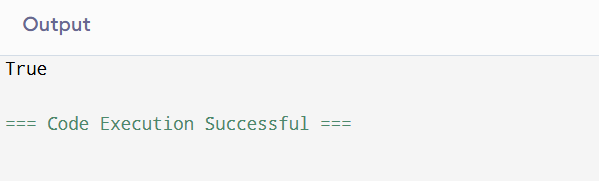 Output
True
=== Code Execution Successful ===